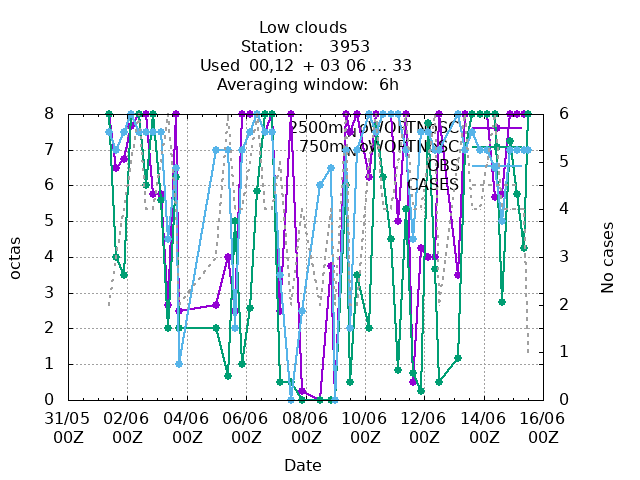 Low clouds
Station: 3953
Used 00,12 + 03 06 ... 33
Averaging window: 6h
8 7 6 5 4 3 2 1 0
octas
6 5 4 3 2 1 0
No cases
OBS
CASES
31/05 02/06 04/06 06/06 08/06 10/06 12/06 14/06 16/06
00Z 00Z 00Z 00Z 00Z 00Z 00Z 00Z 00Z
Date